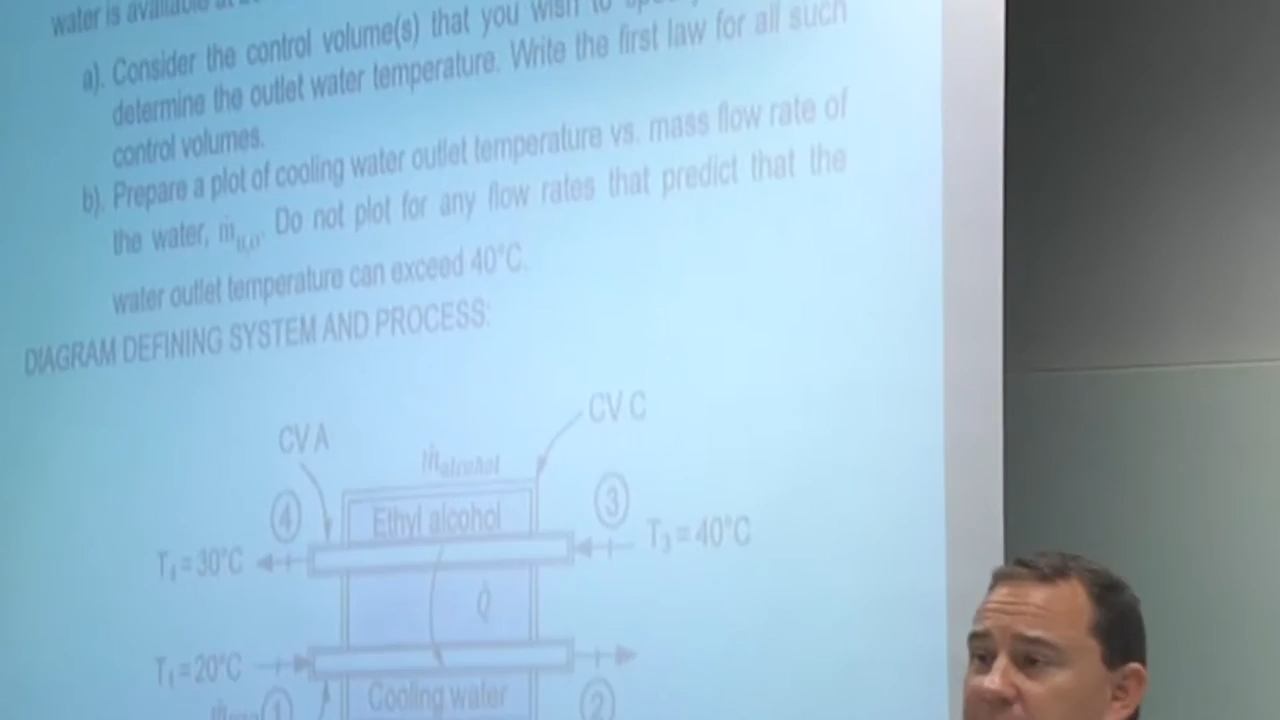 water is available at
a). Consider the control volume(s) that you wish to
determine the outlet water temperature. Write the first law for all such
control volumes.
b). Prepare a plot of cooling water outlet temperature vs. mass flow rate of
the water, ṁ_H₂O. Do not plot for any flow rates that predict that the
water outlet temperature can exceed 40°C.
DIAGRAM DEFINING SYSTEM AND PROCESS:
CV C
CV A
ṁ_alcohol
4
Ethyl alcohol
3
T₃ = 40°C
T₄ = 30°C
Q̇
T₁ = 20°C
Cooling water
1
2